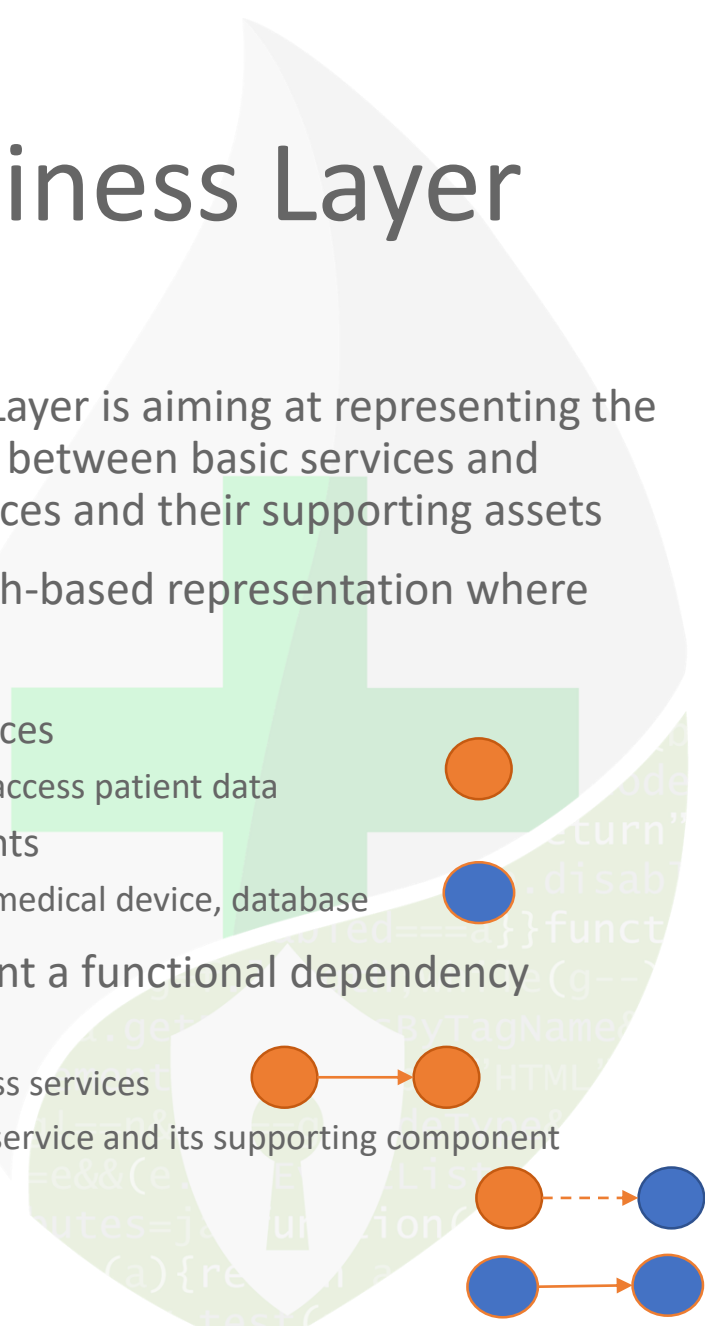 iness Layer
Layer is aiming at representing the
between basic services and
ces and their supporting assets
h-based representation where
ces
access patient data
nts
medical device, database
nt a functional dependency
ss services
service and its supporting component